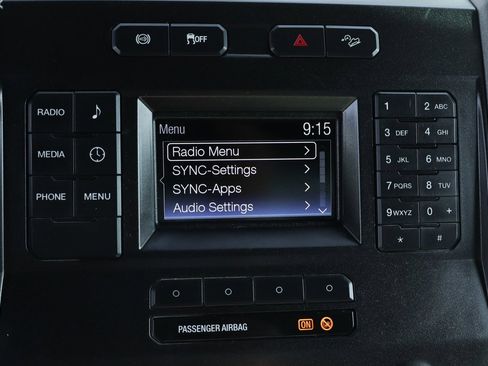 OFF
RADIO
MEDIA
PHONE MENU
Menu 9:15
Radio Menu
SYNC-Settings
SYNC-Apps
Audio Settings
1 2 ABC
3 DEF 4 GHI
5 JKL 6 MNO
7 PQRS 8 TUV
9 WXYZ 0 +
* #
PASSENGER AIRBAG ON